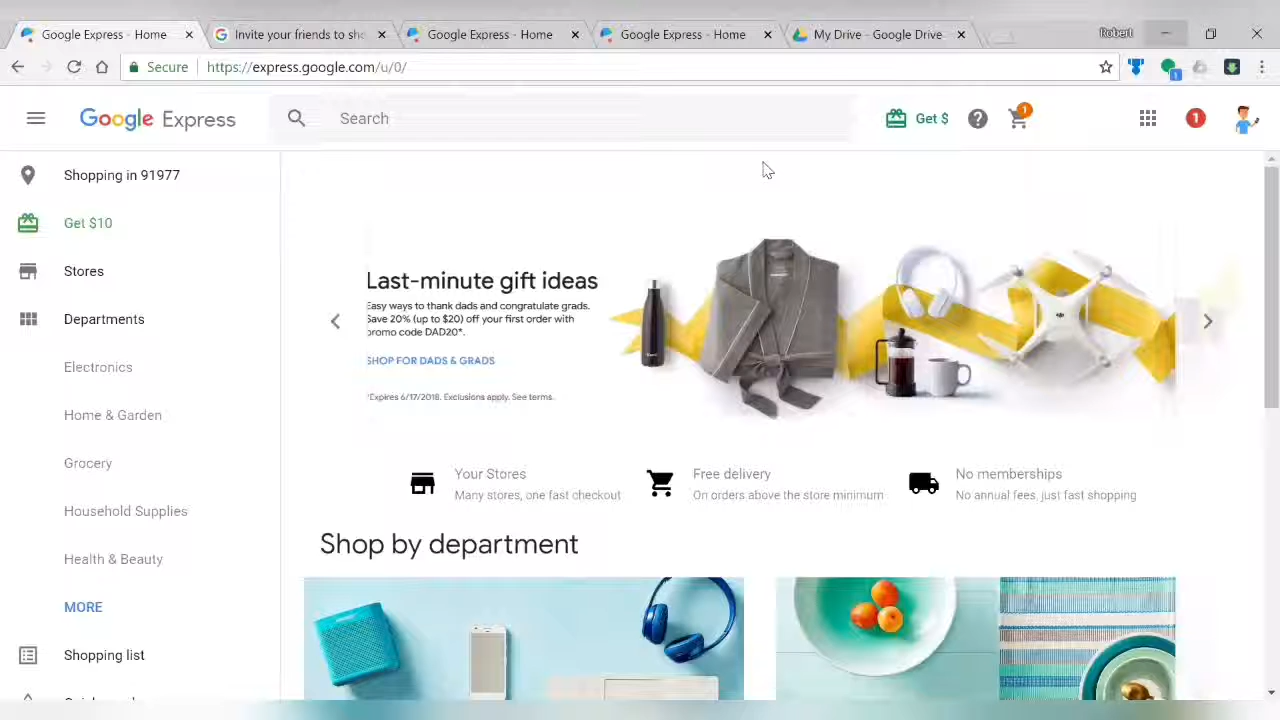 Google Express - Home
Invite your friends to sho
Google Express - Home
Google Express - Home
My Drive - Google Drive
Robert
Secure
https://express.google.com/u/0/
1
Google Express
Search
Get $
1
1
Shopping in 91977
Get $10
Stores
Departments
Electronics
Home & Garden
Grocery
Household Supplies
Health & Beauty
MORE
Shopping list
Last-minute gift ideas
Easy ways to thank dads and congratulate grads.
Save 20% (up to $20) off your first order with
promo code DAD20*.
SHOP FOR DADS & GRADS
*Expires 6/17/2018. Exclusions apply. See terms.
Your Stores
Many stores, one fast checkout
Free delivery
On orders above the store minimum
No memberships
No annual fees, just fast shopping
Shop by department